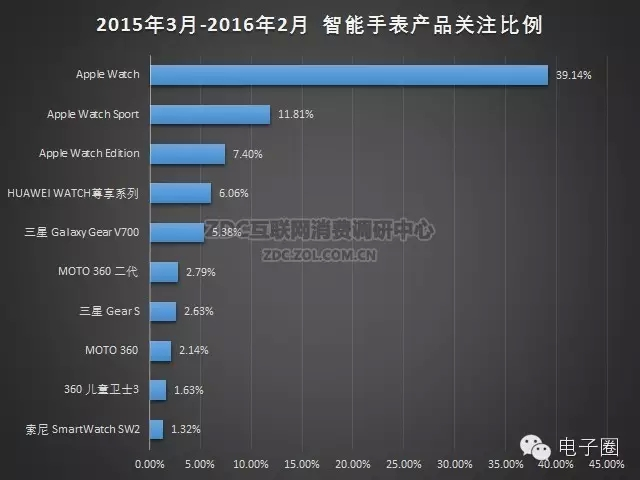 2015年3月-2016年2月 智能手表产品关注比例
Apple Watch
39.14%
Apple Watch Sport
11.81%
Apple Watch Edition
7.40%
HUAWEI WATCH尊享系列
6.06%
三星 Galaxy Gear V700
5.38%
ZDC互联网消费调研中心
ZDC.ZOL.COM.CN
MOTO 360 二代
2.79%
三星 Gear S
2.63%
MOTO 360
2.14%
360 儿童卫士3
1.63%
索尼 SmartWatch SW2
1.32%
电子圈
0.00% 5.00% 10.00% 15.00% 20.00% 25.00% 30.00% 35.00% 40.00% 45.00%